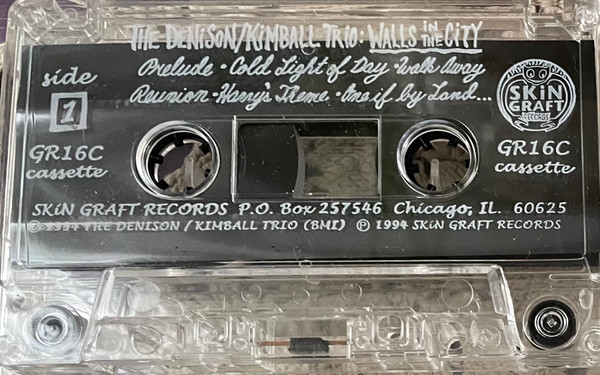 THE DENiSON/KiMBALL TRiO: WALLS iN THE CiTY
Prelude · Cold Light of Day · Walk Away
Reunion · Harry's Theme · One if by Land...
side
1
GR16C
cassette
SKiN
GRAFT
RECORDS
GR16C
cassette
SKiN GRAFT RECORDS P.O. Box 257546 Chicago, IL. 60625
© 1994 THE DENISON / KIMBALL TRIO (BMI) ℗ 1994 SKiN GRAFT RECORDS